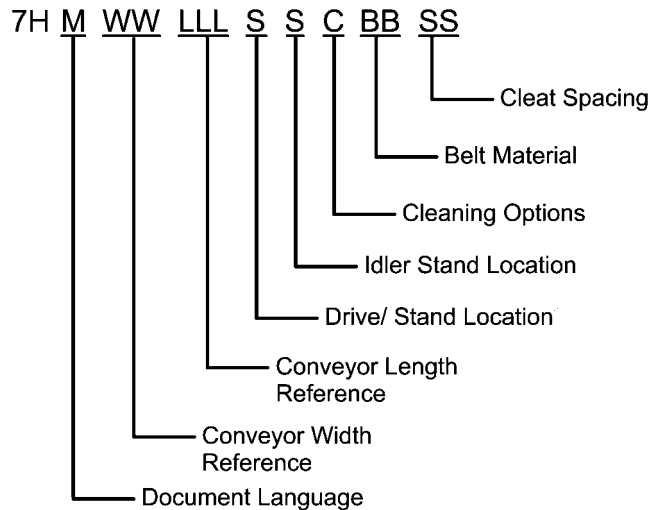 7H M WW LLL S S C BB SS
Cleat Spacing
Belt Material
Cleaning Options
Idler Stand Location
Drive/ Stand Location
Conveyor Length
Reference
Conveyor Width
Reference
Document Language